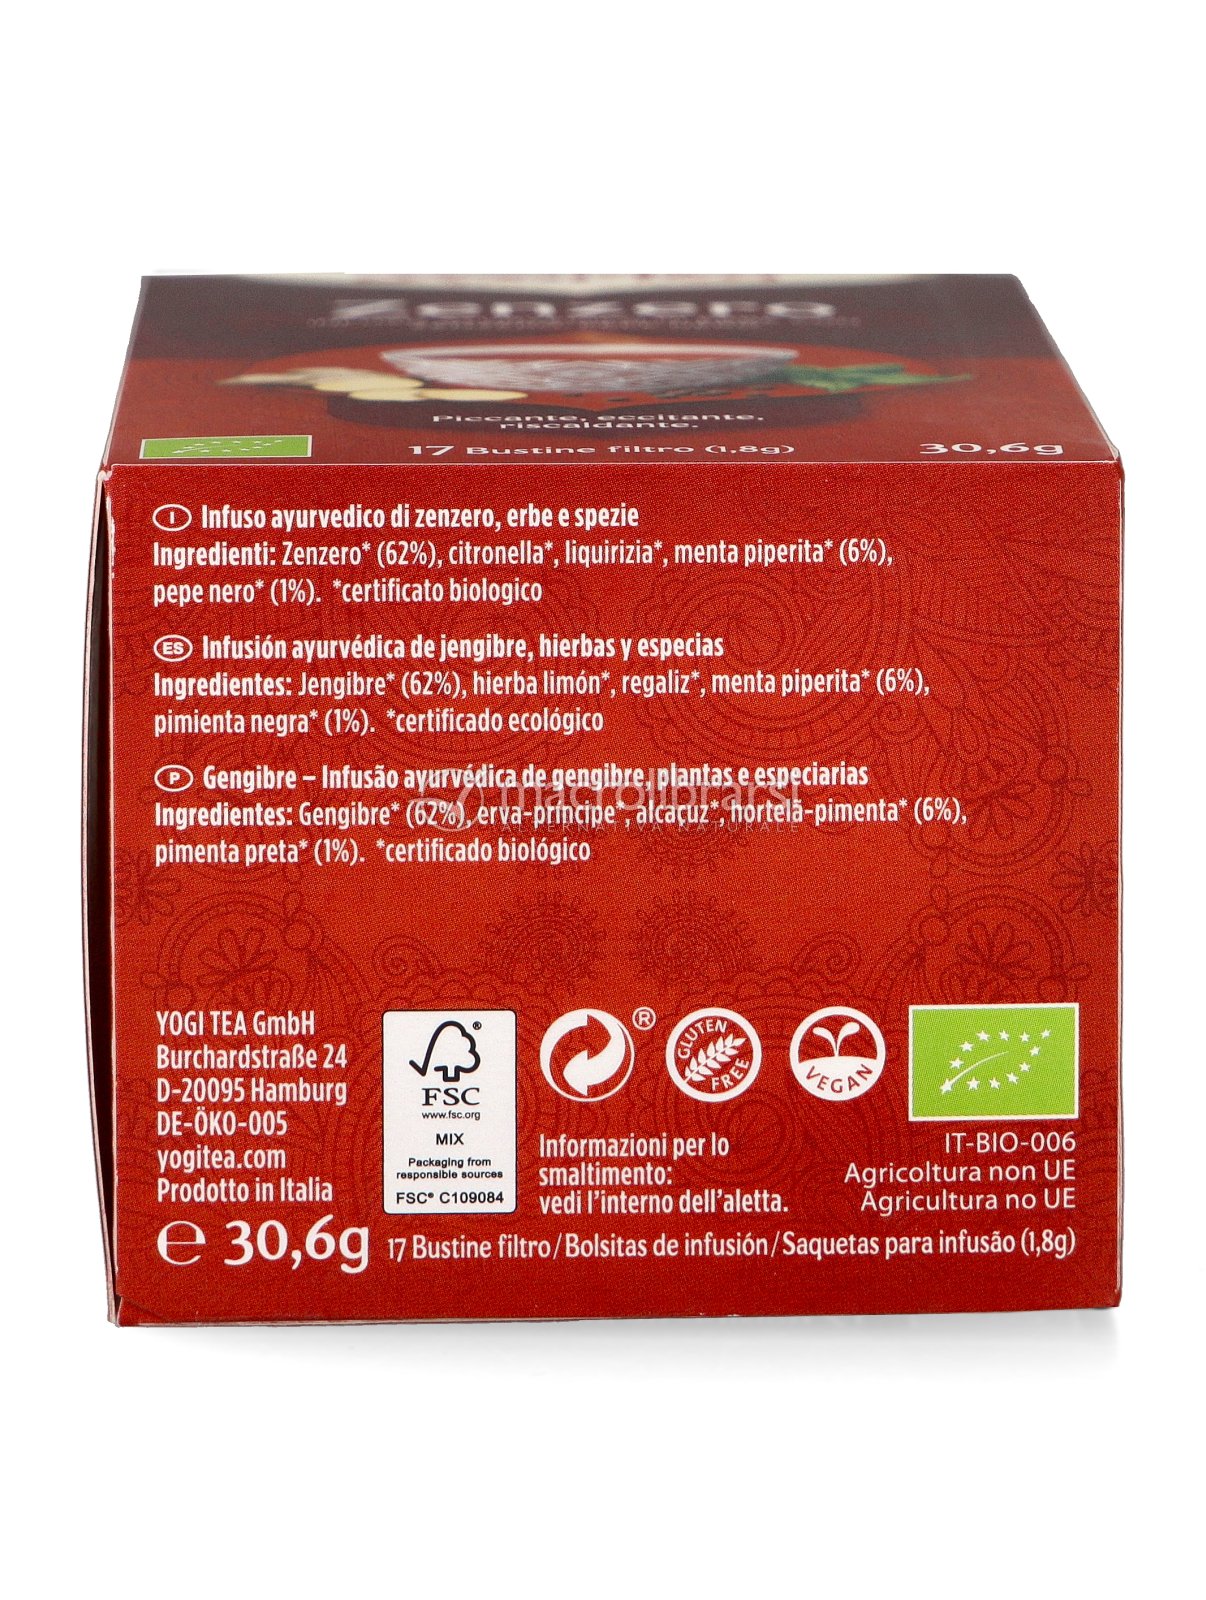 Zenzero
Piccante, eccitante,
riscaldante.
17 Bustine filtro (1,8g)
30,6g
I Infuso ayurvedico di zenzero, erbe e spezie
Ingredienti: Zenzero* (62%), citronella*, liquirizia*, menta piperita* (6%),
pepe nero* (1%). *certificato biologico
ES Infusión ayurvédica de jengibre, hierbas y especias
Ingredientes: Jengibre* (62%), hierba limón*, regaliz*, menta piperita* (6%),
pimienta negra* (1%). *certificado ecológico
P Gengibre – Infusão ayurvédica de gengibre, plantas e especiarias
Ingredientes: Gengibre* (62%), erva-príncipe*, alcaçuz*, hortelã-pimenta* (6%),
pimenta preta* (1%). *certificado biológico
macrolibrarsi
ALTERNATIVA NATURALE
YOGI TEA GmbH
Burchardstraße 24
D-20095 Hamburg
DE-ÖKO-005
yogitea.com
Prodotto in Italia
℮ 30,6g
FSC
www.fsc.org
MIX
Packaging from
responsible sources
FSC® C109084
®
GLUTEN
FREE
VEGAN
Informazioni per lo
smaltimento:
vedi l'interno dell'aletta.
IT-BIO-006
Agricoltura non UE
Agricultura no UE
17 Bustine filtro/Bolsitas de infusión/Saquetas para infusão (1,8g)